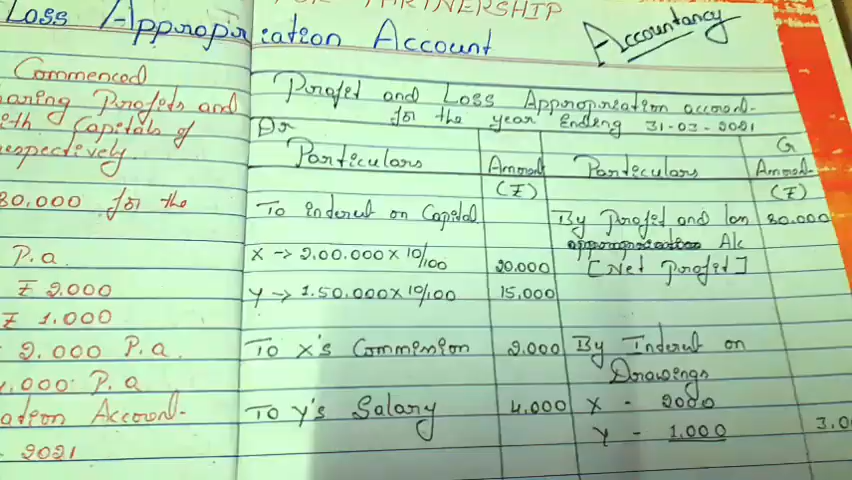 PARTNERSHIP
Loss Appropriation Account
Accountancy
Commenced
Profits and
Capitals of
respectively.
80.000 for the
P.a.
₹ 2.000
₹ 1.000
2.000 P.a.
P.a
Account
2021
Profit and Loss Appropriation account
for the year Ending 31-03-2021
Dr
Cr
Particulars
Amount
(₹)
Particulars
Amount
(₹)
To interest on Capital
X → 2.00.000 x 10/100 20.000
Y → 1.50.000 x 10/100 15.000
To X's Commission 2.000
To Y's Salary 4.000
By Profit and loss 80.000
A/c
[Net Profit]
By Interest on
Drawings
X - 2000
Y - 1.000